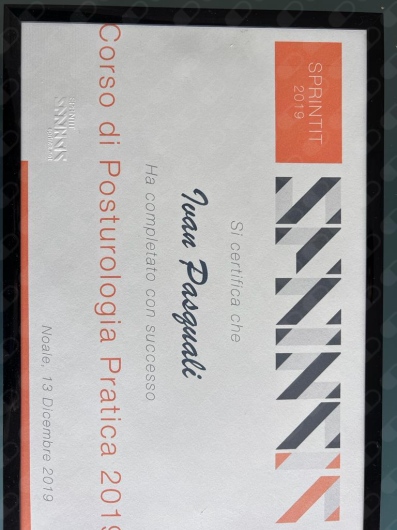 SPRINTIT
2019
Si certifica che
Ivan Pasquali
Ha completato con successo
Corso di Posturologia Pratica 2019
Noale, 13 Dicembre 2019